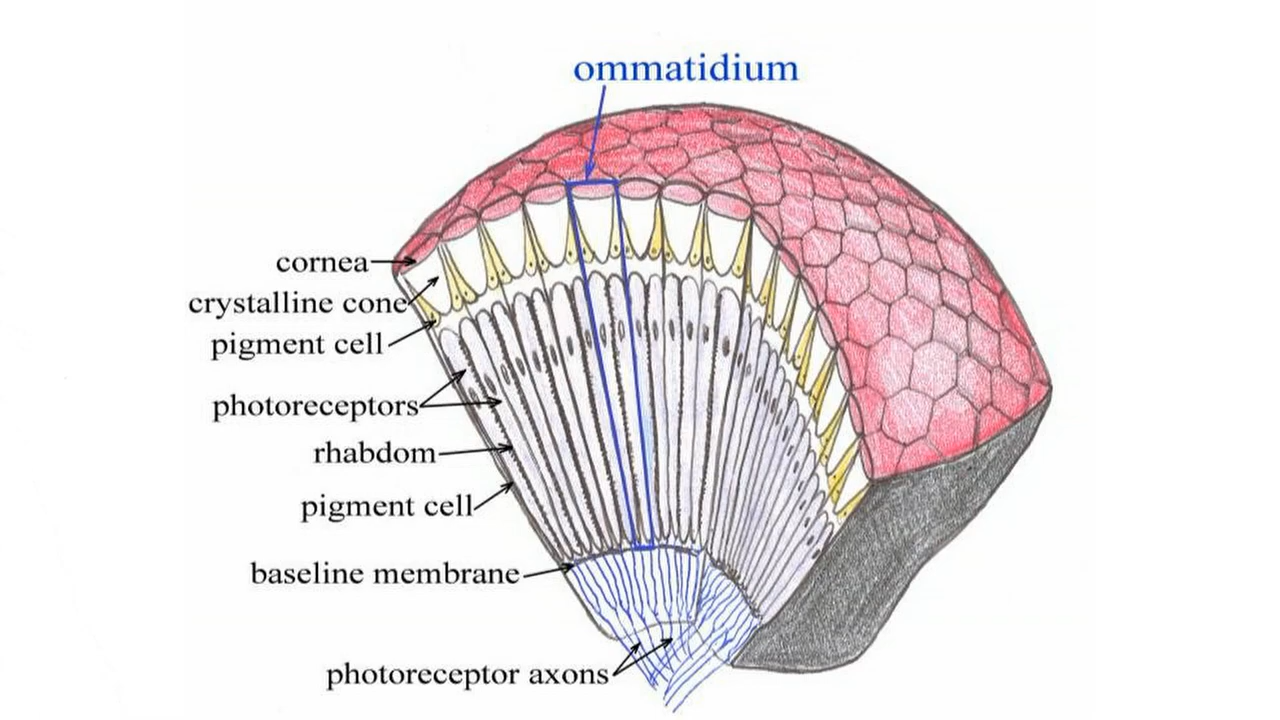 ommatidium
cornea
crystalline cone
pigment cell
photoreceptors
rhabdom
pigment cell
baseline membrane
photoreceptor axons